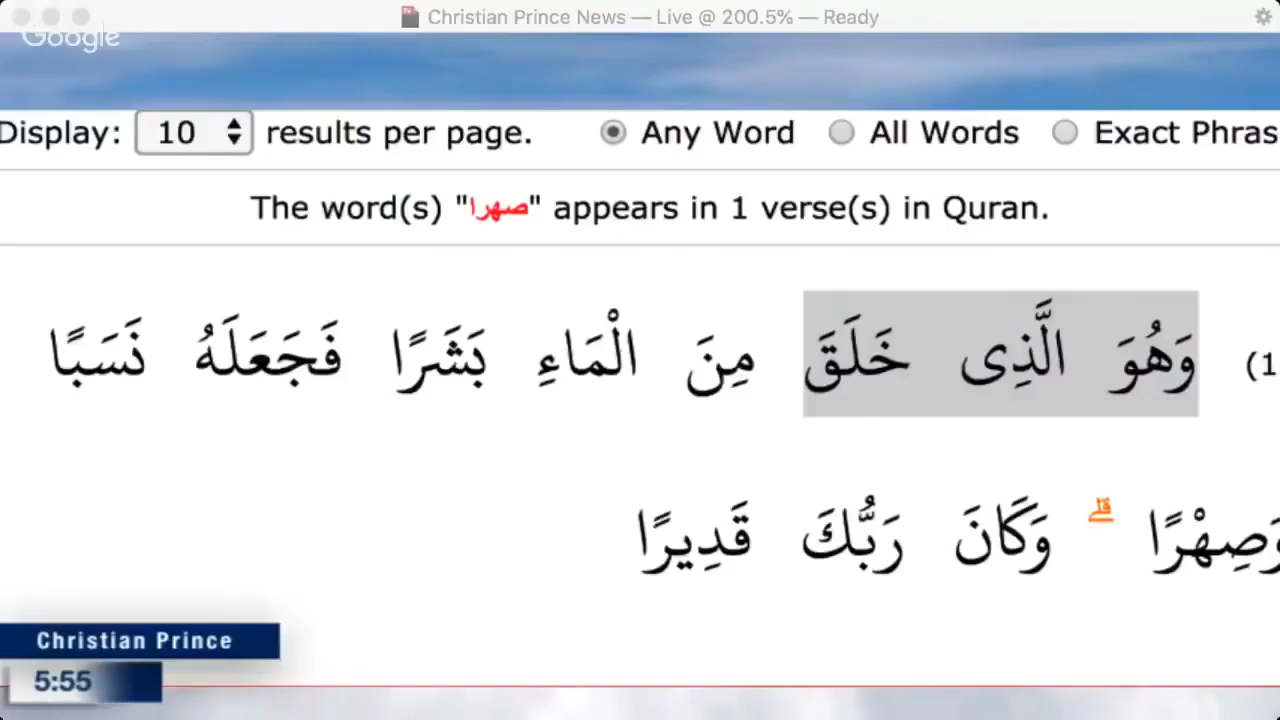 Christian Prince News — Live @ 200.5% — Ready
Google
Display: 10 results per page. Any Word All Words Exact Phras
The word(s) "صهرا" appears in 1 verse(s) in Quran.
(1 وَهُوَ الَّذِى خَلَقَ مِنَ الْمَاءِ بَشَرًا فَجَعَلَهُ نَسَبًا
وَصِهْرًا ۗ وَكَانَ رَبُّكَ قَدِيرًا
Christian Prince
5:55